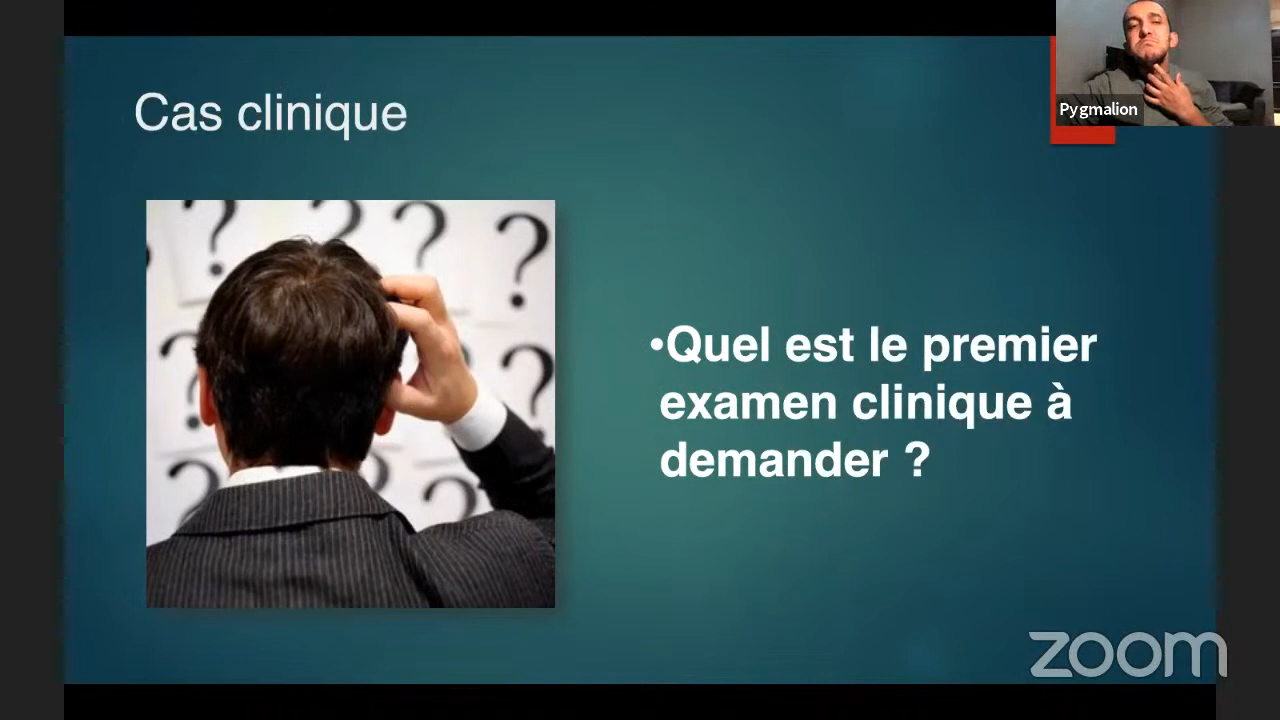 Pygmalion
Cas clinique
? ? ? ?
? ?
? ?
•Quel est le premier
examen clinique à
demander ?
zoom